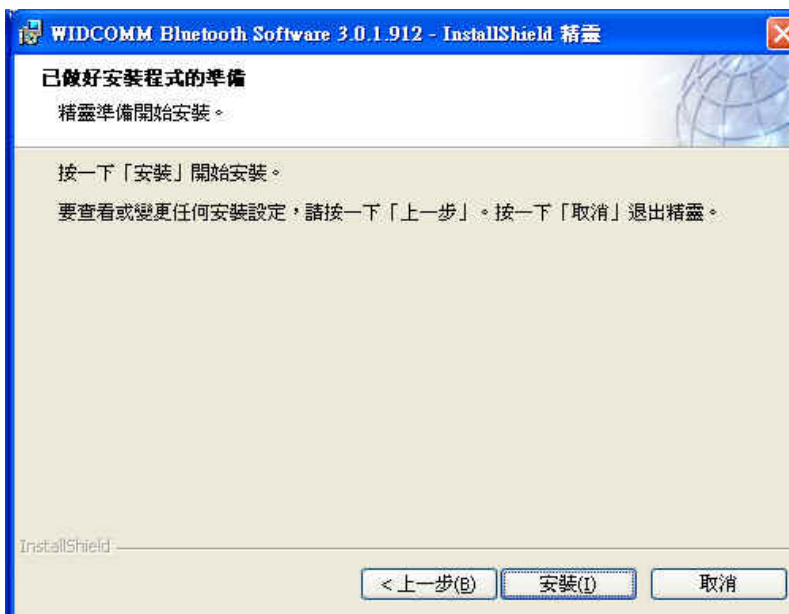 WIDCOMM Bluetooth Software 3.0.1.912 - InstallShield 精靈
已做好安裝程式的準備
精靈準備開始安裝。
按一下「安裝」開始安裝。
要查看或變更任何安裝設定，請按一下「上一步」。按一下「取消」退出精靈。
InstallShield
<上一步(B) 安裝(I) 取消